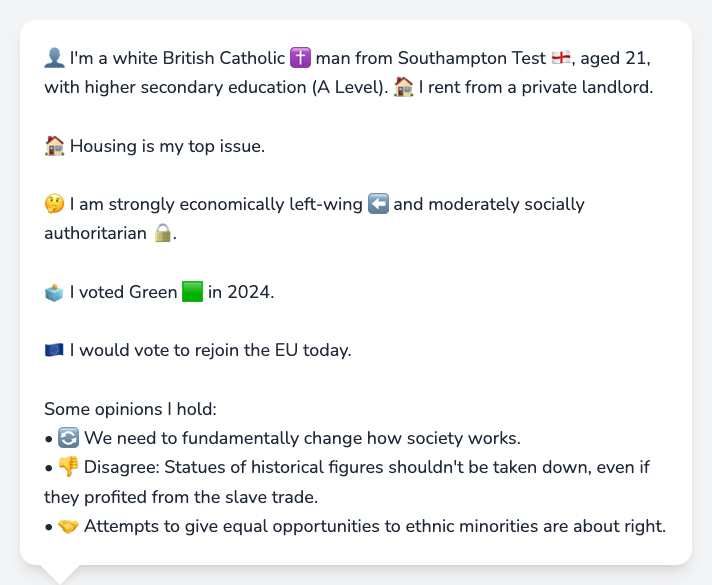 👤 I'm a white British Catholic ✝️ man from Southampton Test 🏴󠁧󠁢󠁥󠁮󠁧󠁿, aged 21,
with higher secondary education (A Level). 🏠 I rent from a private landlord.
🏠 Housing is my top issue.
🤔 I am strongly economically left-wing ⬅️ and moderately socially
authoritarian 🔒.
🗳️ I voted Green 🟩 in 2024.
🇪🇺 I would vote to rejoin the EU today.
Some opinions I hold:
• 🔄 We need to fundamentally change how society works.
• 👎 Disagree: Statues of historical figures shouldn't be taken down, even if
they profited from the slave trade.
• 🤝 Attempts to give equal opportunities to ethnic minorities are about right.